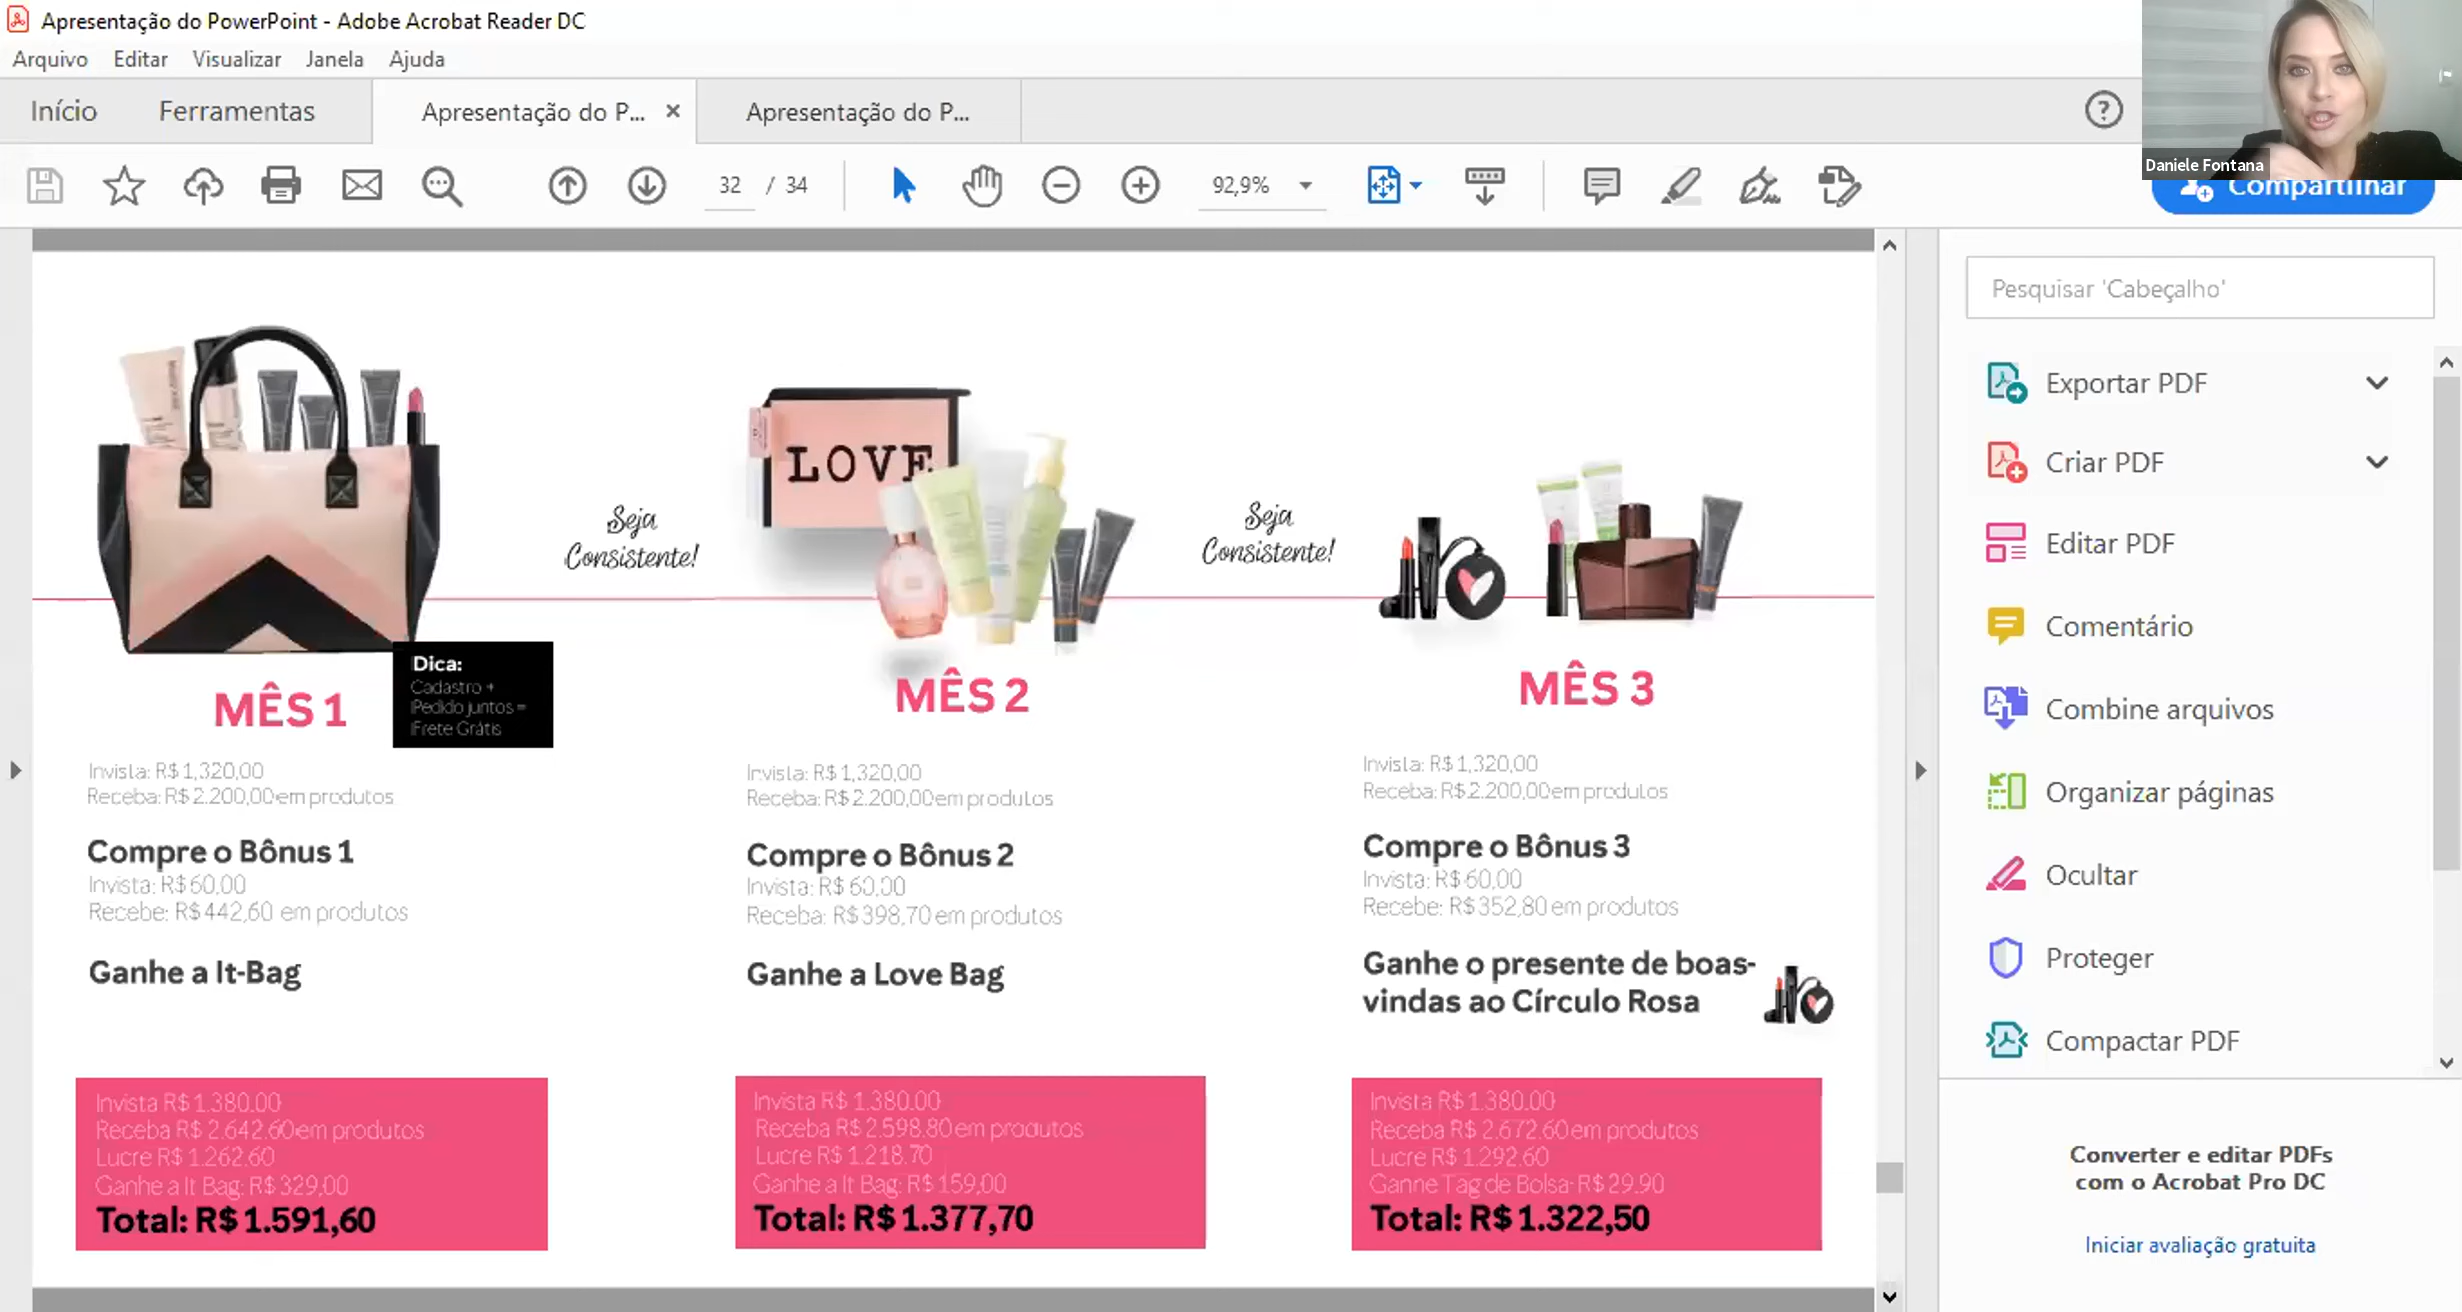 Apresentação do PowerPoint - Adobe Acrobat Reader DC
Arquivo Editar Visualizar Janela Ajuda
Início Ferramentas Apresentação do P... Apresentação do P...
32 / 34 92,9%
Daniele Fontana
Compartilhar
Pesquisar 'Cabeçalho'
Exportar PDF
Criar PDF
Editar PDF
Comentário
Combine arquivos
Organizar páginas
Ocultar
Proteger
Compactar PDF
Converter e editar PDFs
com o Acrobat Pro DC
Iniciar avaliação gratuita
LOVE
Seja
Consistente!
Seja
Consistente!
Dica:
Cadastro +
Pedido juntos =
Frete Grátis
MÊS 1
Invista: R$ 1,320,00
Receba: R$ 2.200,00 em produtos
Compre o Bônus 1
Invista: R$ 60,00
Recebe: R$ 442,60 em produtos
Ganhe a It-Bag
Invista R$ 1.380.00
Receba R$ 2.642.60 em produtos
Lucre R$ 1.262.60
Ganhe a It Bag: R$ 329,00
Total: R$ 1.591,60
MÊS 2
Invista: R$ 1,320,00
Receba: R$ 2.200,00 em produtos
Compre o Bônus 2
Invista: R$ 60,00
Receba: R$ 398,70 em produtos
Ganhe a Love Bag
Invista R$ 1.380.00
Receba R$ 2.598.80 em produtos
Lucre R$ 1.218.70
Ganhe a It Bag: R$ 159,00
Total: R$ 1.377,70
MÊS 3
Invista: R$ 1,320,00
Receba: R$ 2.200,00 em produtos
Compre o Bônus 3
Invista: R$ 60,00
Recebe: R$ 352,80 em produtos
Ganhe o presente de boas-
vindas ao Círculo Rosa
Invista R$ 1.380.00
Receba R$ 2.672.60 em produtos
Lucre R$ 1.292.60
Ganhe Tag de Bolsa- R$ 29.90
Total: R$ 1.322,50